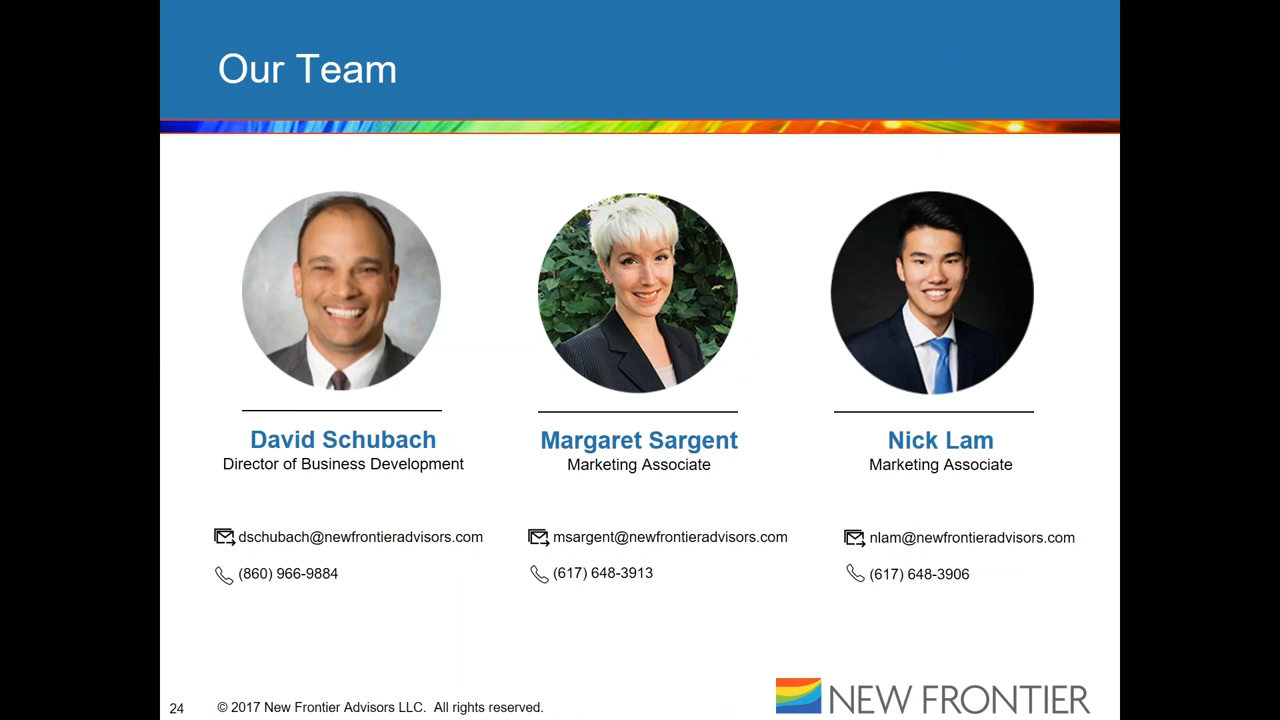 Our Team
David Schubach
Director of Business Development
dschubach@newfrontieradvisors.com
(860) 966-9884
Margaret Sargent
Marketing Associate
msargent@newfrontieradvisors.com
(617) 648-3913
Nick Lam
Marketing Associate
nlam@newfrontieradvisors.com
(617) 648-3906
24
© 2017 New Frontier Advisors LLC. All rights reserved.
NEW FRONTIER